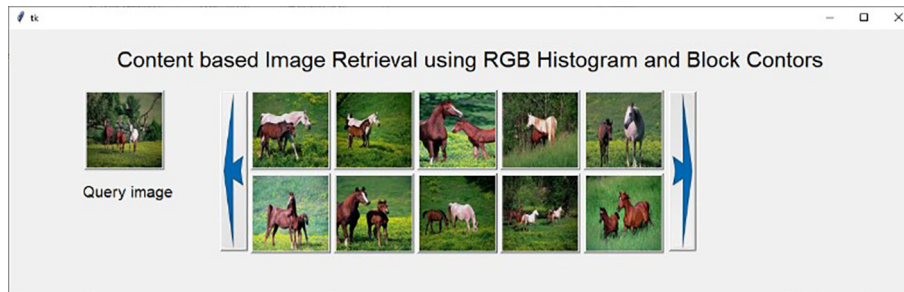 tk
Content based Image Retrieval using RGB Histogram and Block Contors
Query image